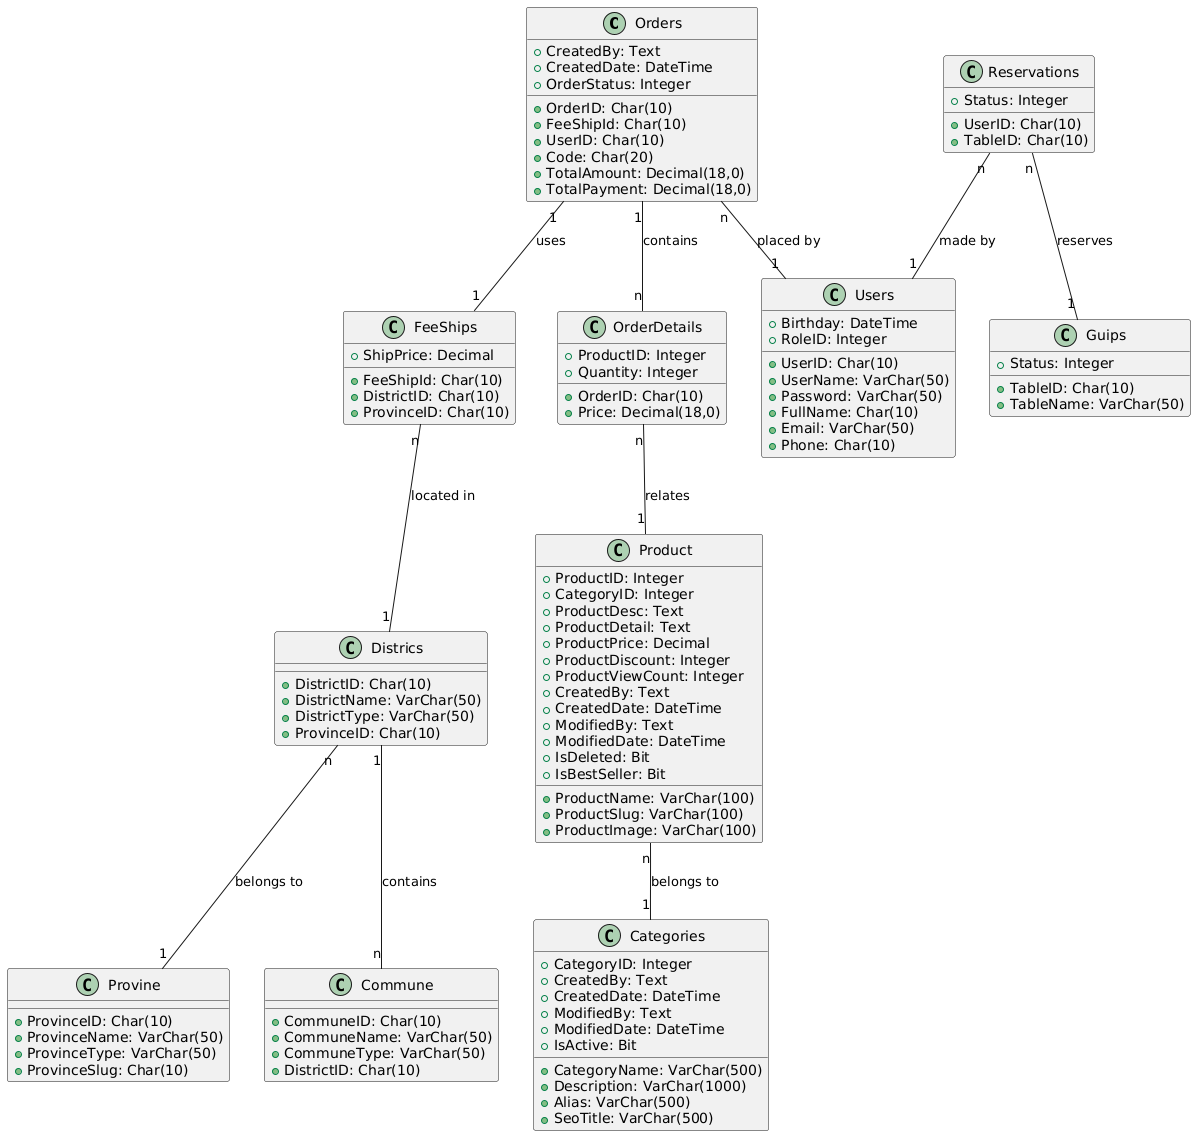 C Orders
CreatedBy: Text
CreatedDate: DateTime
OrderStatus: Integer
OrderID: Char(10)
FeeShipId: Char(10)
UserID: Char(10)
Code: Char(20)
TotalAmount: Decimal(18,0)
TotalPayment: Decimal(18,0)
C Reservations
Status: Integer
UserID: Char(10)
TableID: Char(10)
1
1
n
n
n
uses
contains
placed by
made by
reserves
1
n
1
1
1
C FeeShips
ShipPrice: Decimal
FeeShipId: Char(10)
DistrictID: Char(10)
ProvinceID: Char(10)
C OrderDetails
ProductID: Integer
Quantity: Integer
OrderID: Char(10)
Price: Decimal(18,0)
C Users
Birthday: DateTime
RoleID: Integer
UserID: Char(10)
UserName: VarChar(50)
Password: VarChar(50)
FullName: Char(10)
Email: VarChar(50)
Phone: Char(10)
C Guips
Status: Integer
TableID: Char(10)
TableName: VarChar(50)
n
n
located in
relates
1
1
C Product
ProductID: Integer
CategoryID: Integer
ProductDesc: Text
ProductDetail: Text
ProductPrice: Decimal
ProductDiscount: Integer
ProductViewCount: Integer
CreatedBy: Text
CreatedDate: DateTime
ModifiedBy: Text
ModifiedDate: DateTime
IsDeleted: Bit
IsBestSeller: Bit
ProductName: VarChar(100)
ProductSlug: VarChar(100)
ProductImage: VarChar(100)
C Districs
DistrictID: Char(10)
DistrictName: VarChar(50)
DistrictType: VarChar(50)
ProvinceID: Char(10)
n
1
n
belongs to
contains
belongs to
1
n
1
C Provine
ProvinceID: Char(10)
ProvinceName: VarChar(50)
ProvinceType: VarChar(50)
ProvinceSlug: Char(10)
C Commune
CommuneID: Char(10)
CommuneName: VarChar(50)
CommuneType: VarChar(50)
DistrictID: Char(10)
C Categories
CategoryID: Integer
CreatedBy: Text
CreatedDate: DateTime
ModifiedBy: Text
ModifiedDate: DateTime
IsActive: Bit
CategoryName: VarChar(500)
Description: VarChar(1000)
Alias: VarChar(500)
SeoTitle: VarChar(500)